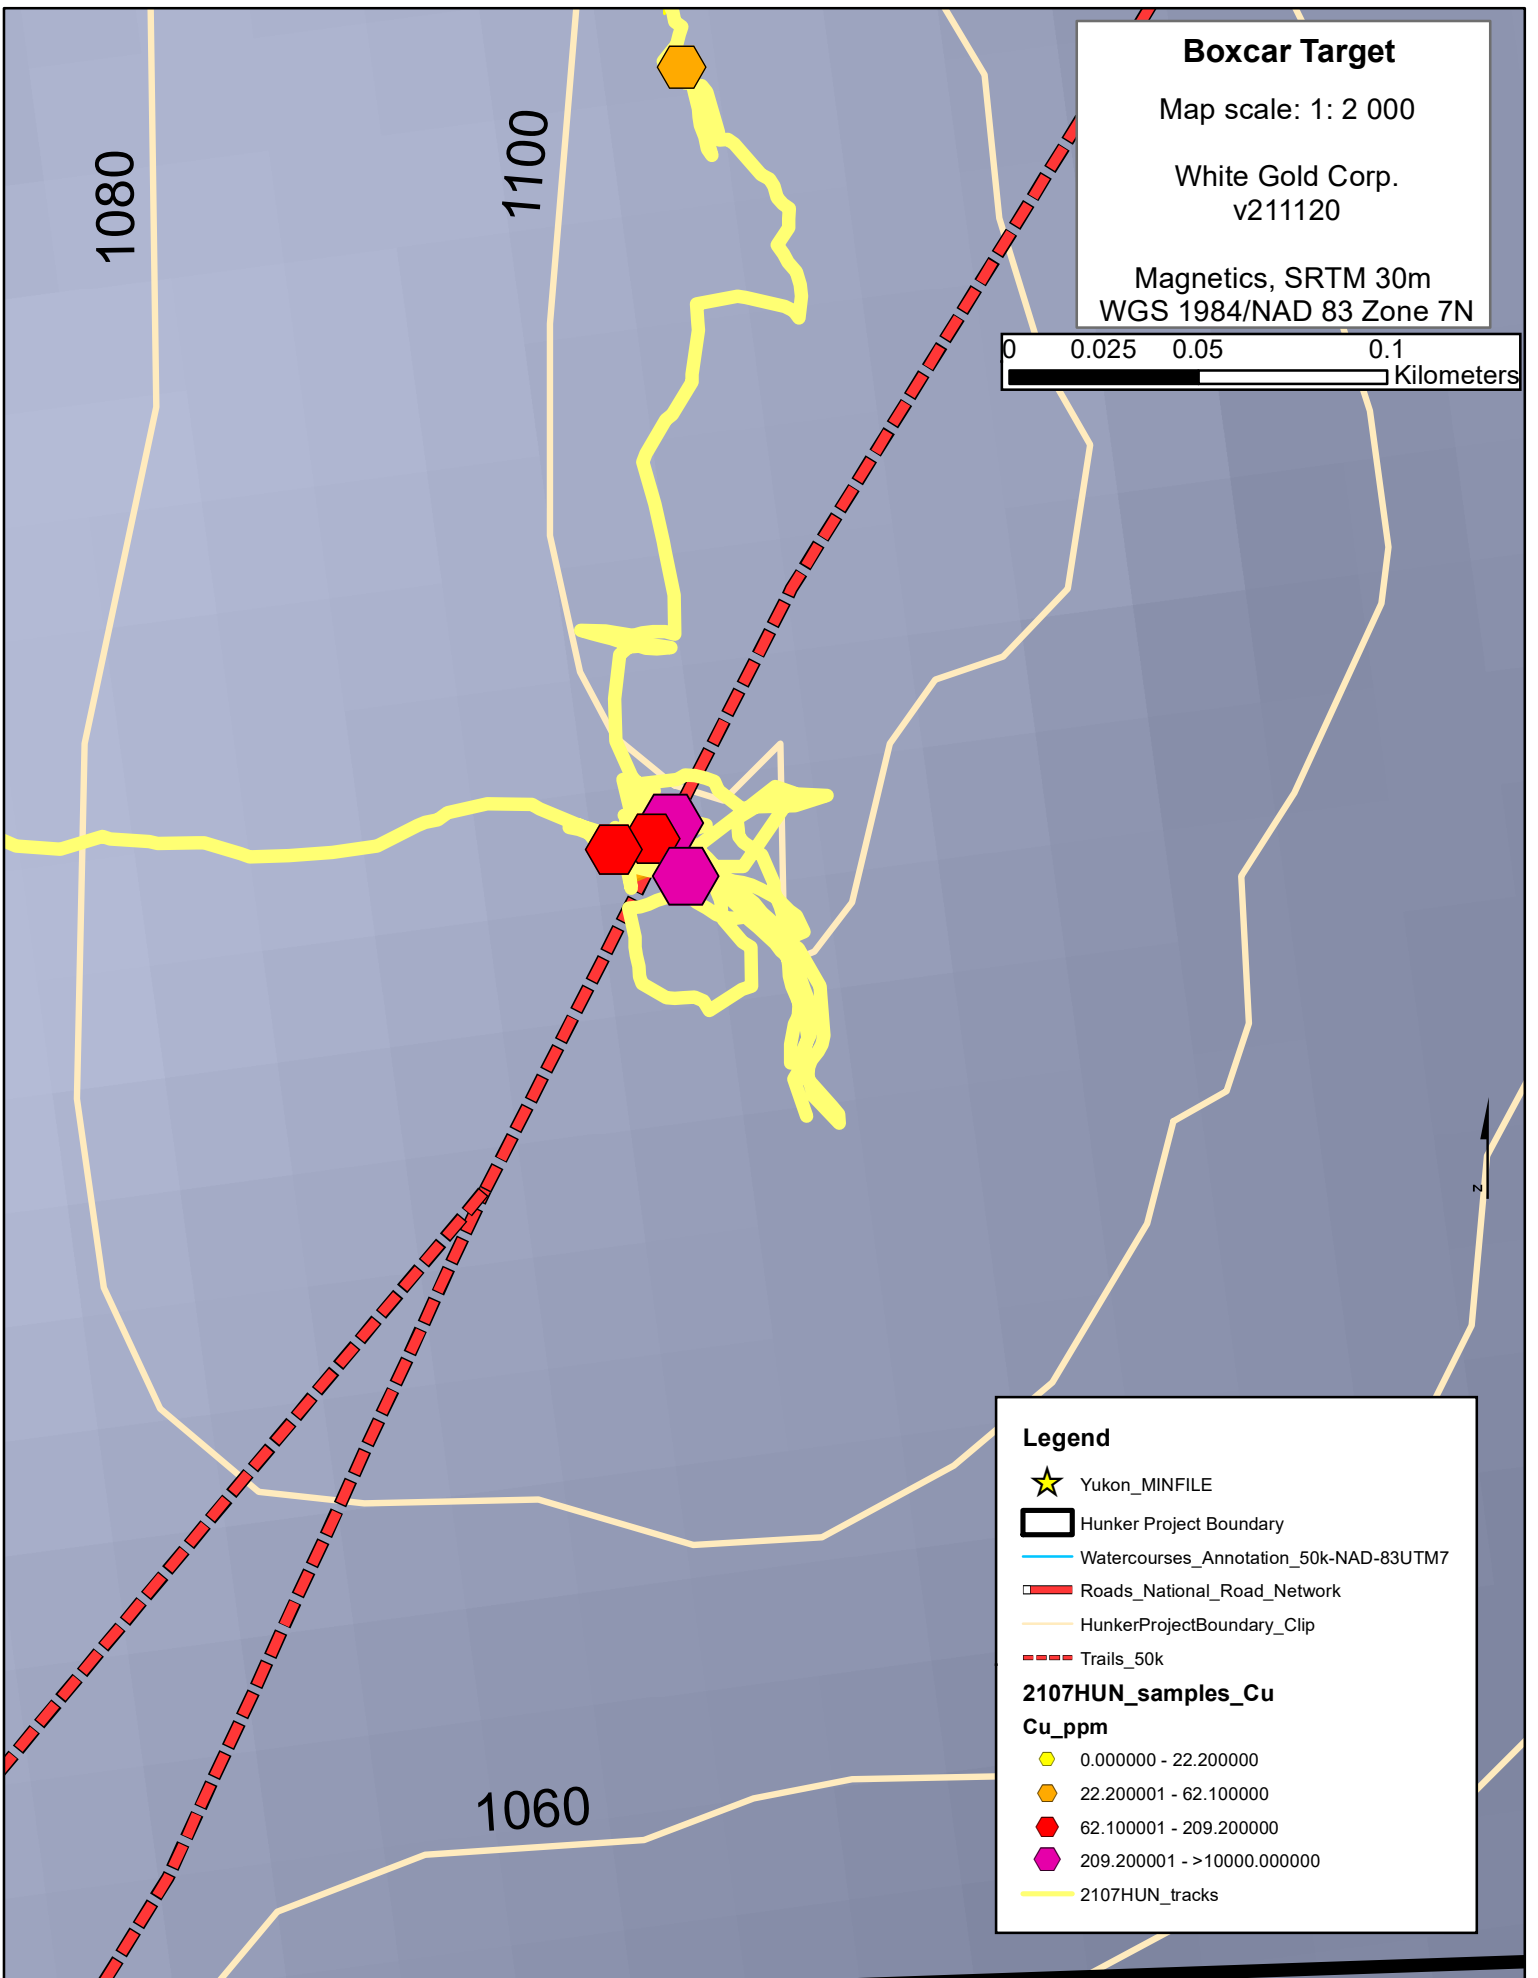 Boxcar Target
Map scale: 1: 2 000
White Gold Corp.
v211120
Magnetics, SRTM 30m
WGS 1984/NAD 83 Zone 7N
0 0.025 0.05 0.1
Kilometers
1080
1100
1060
N
Legend
Yukon_MINFILE
Hunker Project Boundary
Watercourses_Annotation_50k-NAD-83UTM7
Roads_National_Road_Network
HunkerProjectBoundary_Clip
Trails_50k
2107HUN_samples_Cu
Cu_ppm
0.000000 - 22.200000
22.200001 - 62.100000
62.100001 - 209.200000
209.200001 - >10000.000000
2107HUN_tracks